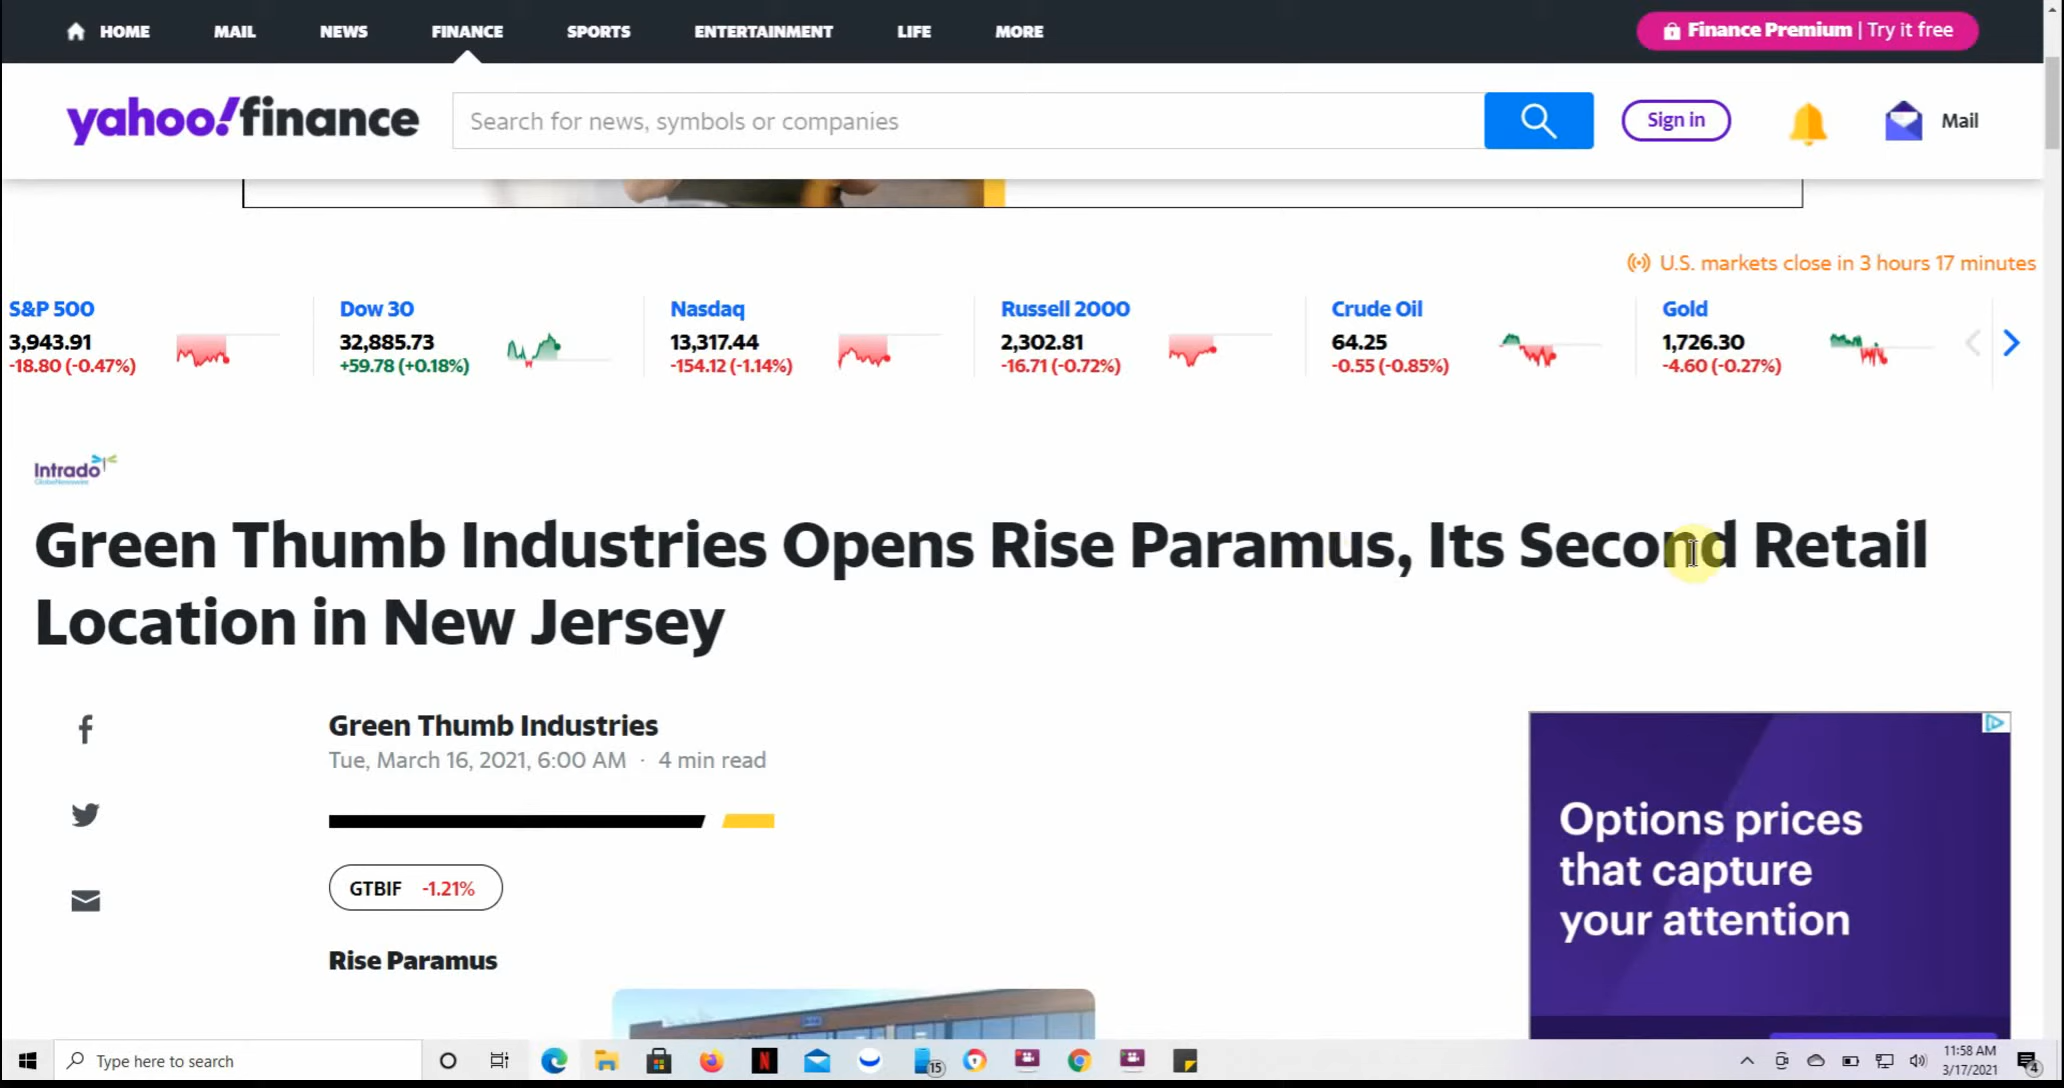 HOME MAIL NEWS FINANCE SPORTS ENTERTAINMENT LIFE MORE Finance Premium | Try it free
yahoo!finance Search for news, symbols or companies Sign in Mail
U.S. markets close in 3 hours 17 minutes
S&P 500 Dow 30 Nasdaq Russell 2000 Crude Oil Gold
3,943.91 32,885.73 13,317.44 2,302.81 64.25 1,726.30
-18.80 (-0.47%) +59.78 (+0.18%) -154.12 (-1.14%) -16.71 (-0.72%) -0.55 (-0.85%) -4.60 (-0.27%)
Intrado
GlobeNewswire
Green Thumb Industries Opens Rise Paramus, Its Second Retail
Location in New Jersey
Green Thumb Industries
Tue, March 16, 2021, 6:00 AM · 4 min read
GTBIF -1.21%
Rise Paramus
Options prices
that capture
your attention
Type here to search
15
11:58 AM
3/17/2021
4